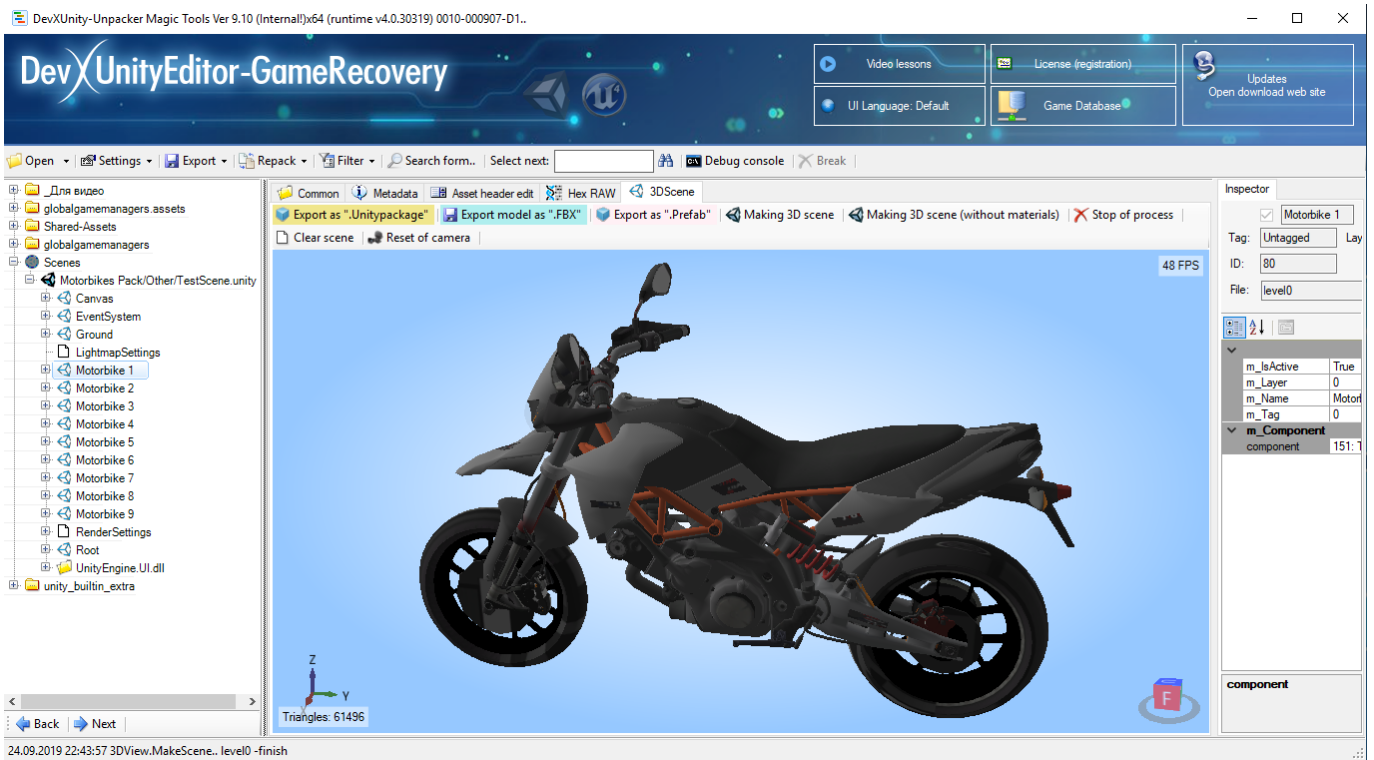 DevXUnity-Unpacker Magic Tools Ver 9.10 (Internal!)x64 (runtime v4.0.30319) 0010-000907-D1..
DevXUnityEditor-GameRecovery
Video lessons
License (registration)
UI Language: Default
Game Database
Updates
Open download web site
Open Settings Export Repack Filter Search form.. Select next: Debug console Break
_Для видео
globalgamemanagers.assets
Shared-Assets
globalgamemanagers
Scenes
Motorbikes Pack/Other/TestScene.unity
Canvas
EventSystem
Ground
LightmapSettings
Motorbike 1
Motorbike 2
Motorbike 3
Motorbike 4
Motorbike 5
Motorbike 6
Motorbike 7
Motorbike 8
Motorbike 9
RenderSettings
Root
UnityEngine.UI.dll
unity_builtin_extra
Back Next
Common Metadata Asset header edit Hex RAW 3DScene
Export as ".Unitypackage" Export model as ".FBX" Export as ".Prefab" Making 3D scene Making 3D scene (without materials) Stop of process
Clear scene Reset of camera
48 FPS
Z
Y
Triangles: 61496
F
Inspector
Motorbike 1
Tag: Untagged Lay
ID: 80
File: level0
m_IsActive True
m_Layer 0
m_Name Motorl
m_Tag 0
m_Component
component 151: T
component
24.09.2019 22:43:57 3DView.MakeScene.. level0 -finish